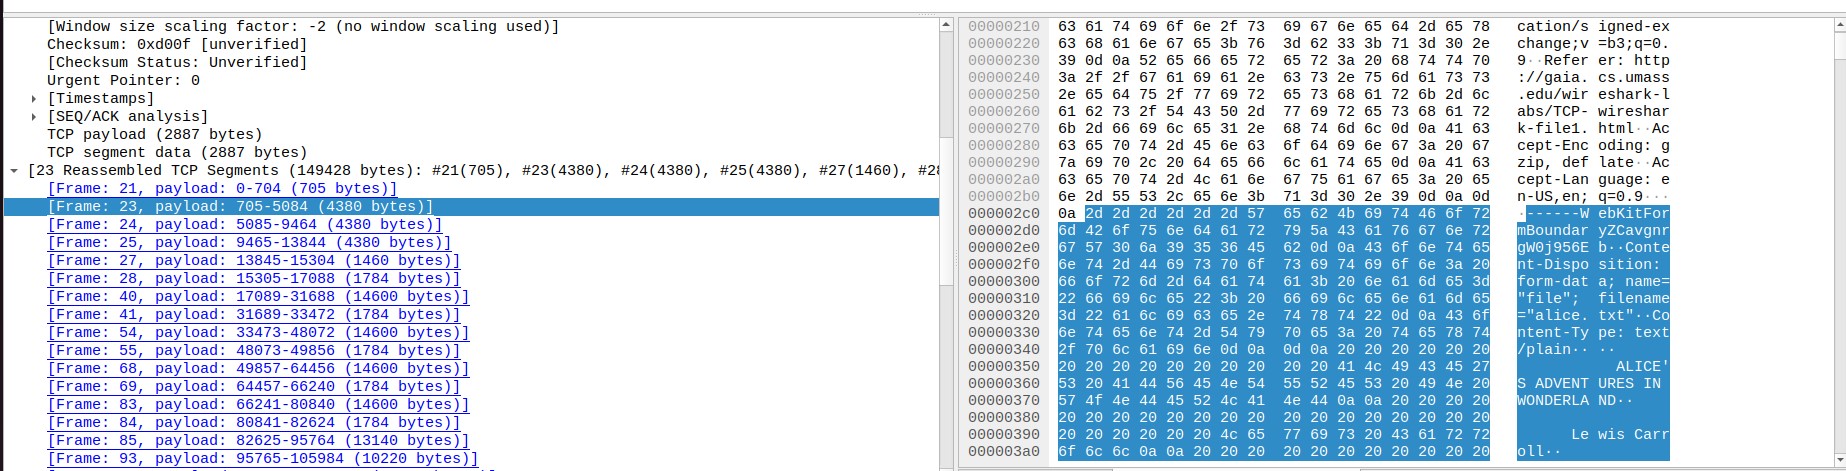 [Window size scaling factor: -2 (no window scaling used)]
Checksum: 0xd00f [unverified]
[Checksum Status: Unverified]
Urgent Pointer: 0
[Timestamps]
[SEQ/ACK analysis]
TCP payload (2887 bytes)
TCP segment data (2887 bytes)
[23 Reassembled TCP Segments (149428 bytes): #21(705), #23(4380), #24(4380), #25(4380), #27(1460), #28
[Frame: 21, payload: 0-704 (705 bytes)]
[Frame: 23, payload: 705-5084 (4380 bytes)]
[Frame: 24, payload: 5085-9464 (4380 bytes)]
[Frame: 25, payload: 9465-13844 (4380 bytes)]
[Frame: 27, payload: 13845-15304 (1460 bytes)]
[Frame: 28, payload: 15305-17088 (1784 bytes)]
[Frame: 40, payload: 17089-31688 (14600 bytes)]
[Frame: 41, payload: 31689-33472 (1784 bytes)]
[Frame: 54, payload: 33473-48072 (14600 bytes)]
[Frame: 55, payload: 48073-49856 (1784 bytes)]
[Frame: 68, payload: 49857-64456 (14600 bytes)]
[Frame: 69, payload: 64457-66240 (1784 bytes)]
[Frame: 83, payload: 66241-80840 (14600 bytes)]
[Frame: 84, payload: 80841-82624 (1784 bytes)]
[Frame: 85, payload: 82625-95764 (13140 bytes)]
[Frame: 93, payload: 95765-105984 (10220 bytes)]
00000210 63 61 74 69 6f 6e 2f 73 69 67 6e 65 64 2d 65 78 cation/s igned-ex
00000220 63 68 61 6e 67 65 3b 76 3d 62 33 3b 71 3d 30 2e change;v =b3;q=0.
00000230 39 0d 0a 52 65 66 65 72 65 72 3a 20 68 74 74 70 9··Refer er: http
00000240 3a 2f 2f 67 61 69 61 2e 63 73 2e 75 6d 61 73 73 ://gaia. cs.umass
00000250 2e 65 64 75 2f 77 69 72 65 73 68 61 72 6b 2d 6c .edu/wir eshark-l
00000260 61 62 73 2f 54 43 50 2d 77 69 72 65 73 68 61 72 abs/TCP- wireshar
00000270 6b 2d 66 69 6c 65 31 2e 68 74 6d 6c 0d 0a 41 63 k-file1. html··Ac
00000280 63 65 70 74 2d 45 6e 63 6f 64 69 6e 67 3a 20 67 cept-Enc oding: g
00000290 7a 69 70 2c 20 64 65 66 6c 61 74 65 0d 0a 41 63 zip, def late··Ac
000002a0 63 65 70 74 2d 4c 61 6e 67 75 61 67 65 3a 20 65 cept-Lan guage: e
000002b0 6e 2d 55 53 2c 65 6e 3b 71 3d 30 2e 39 0d 0a 0d n-US,en; q=0.9···
000002c0 0a 2d 2d 2d 2d 2d 2d 57 65 62 4b 69 74 46 6f 72 ·------W ebKitFor
000002d0 6d 42 6f 75 6e 64 61 72 79 5a 43 61 76 67 6e 72 mBoundar yZCavgnr
000002e0 67 57 30 6a 39 35 36 45 62 0d 0a 43 6f 6e 74 65 gW0j956E b··Conte
000002f0 6e 74 2d 44 69 73 70 6f 73 69 74 69 6f 6e 3a 20 nt-Dispo sition:
00000300 66 6f 72 6d 2d 64 61 74 61 3b 20 6e 61 6d 65 3d form-dat a; name=
00000310 22 66 69 6c 65 22 3b 20 66 69 6c 65 6e 61 6d 65 "file"; filename
00000320 3d 22 61 6c 69 63 65 2e 74 78 74 22 0d 0a 43 6f ="alice. txt"··Co
00000330 6e 74 65 6e 74 2d 54 79 70 65 3a 20 74 65 78 74 ntent-Ty pe: text
00000340 2f 70 6c 61 69 6e 0d 0a 0d 0a 20 20 20 20 20 20 /plain·· ··
00000350 20 20 20 20 20 20 20 20 20 20 41 4c 49 43 45 27 ALICE'
00000360 53 20 41 44 56 45 4e 54 55 52 45 53 20 49 4e 20 S ADVENT URES IN
00000370 57 4f 4e 44 45 52 4c 41 4e 44 0a 0a 20 20 20 20 WONDERLA ND··
00000380 20 20 20 20 20 20 20 20 20 20 20 20 20 20 20 20
00000390 20 20 20 20 20 20 4c 65 77 69 73 20 43 61 72 72 Le wis Carr
000003a0 6f 6c 6c 0a 0a 20 20 20 20 20 20 20 20 20 20 20 oll··